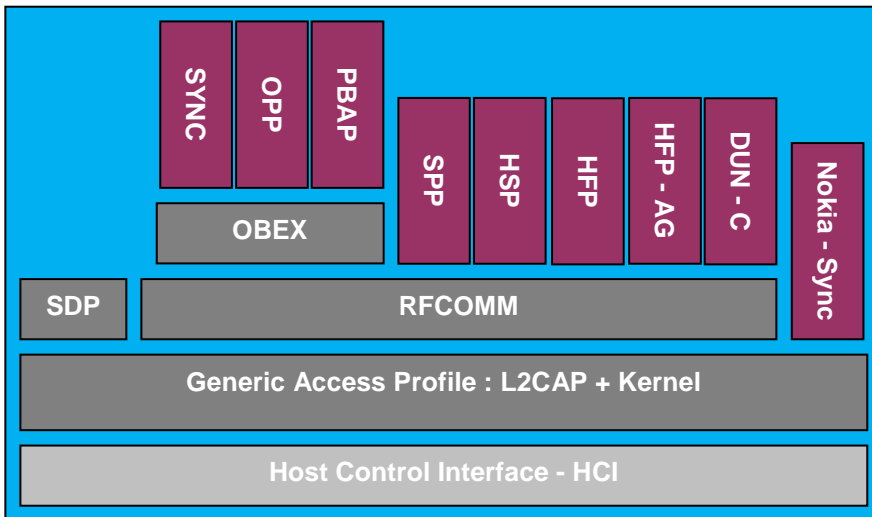 SYNC
OPP
PBAP
SPP
HSP
HFP
HFP - AG
DUN - C
Nokia - Sync
OBEX
SDP
RFCOMM
Generic Access Profile : L2CAP + Kernel
Host Control Interface - HCI